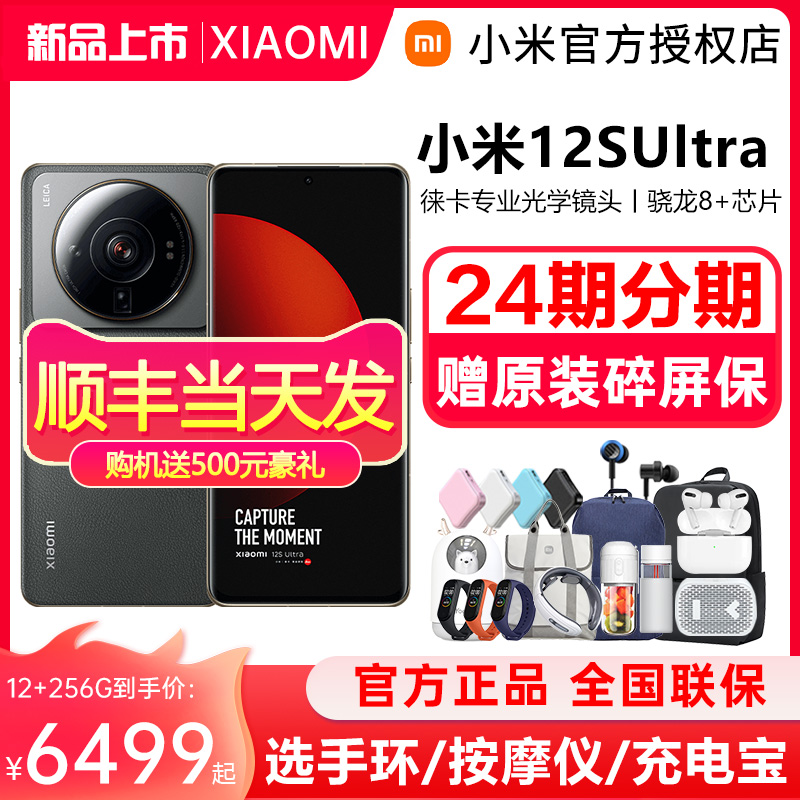 新品上市 XIAOMI 小米官方授权店
小米12SUltra
徕卡专业光学镜头丨骁龙8+芯片
LEICA
24期分期
赠原装碎屏保
顺丰当天发
购机送500元豪礼
CAPTURE
THE MOMENT
xiaomi 12S Ultra
xiaomi
12+256G到手价:
¥6499起
官方正品 全国联保
选手环/按摩仪/充电宝